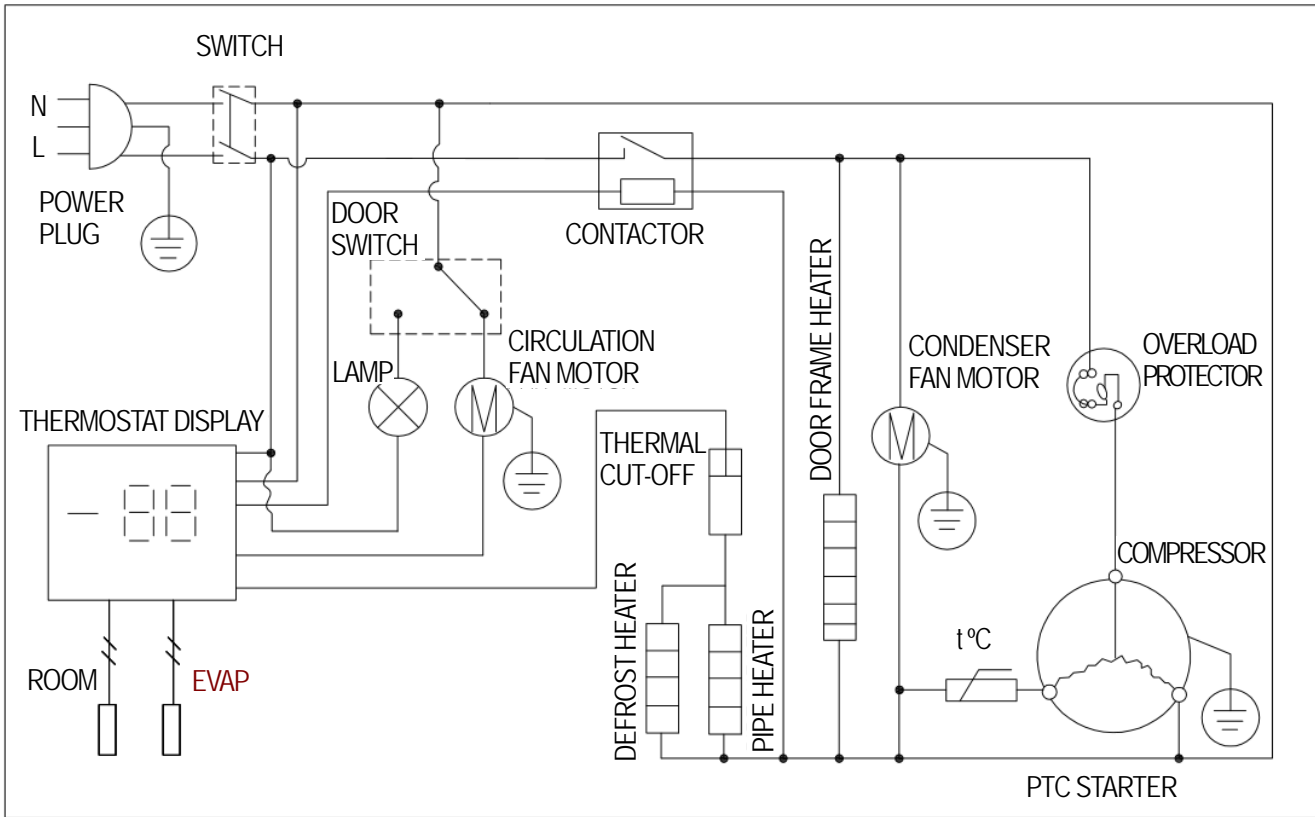 SWITCH
N
L
POWER
PLUG
DOOR
SWITCH
CONTACTOR
LAMP
CIRCULATION
FAN MOTOR
THERMOSTAT DISPLAY
THERMAL
CUT-OFF
DOOR FRAME HEATER
CONDENSER
FAN MOTOR
OVERLOAD
PROTECTOR
COMPRESSOR
DEFROST HEATER
PIPE HEATER
t ºC
ROOM
EVAP
PTC STARTER